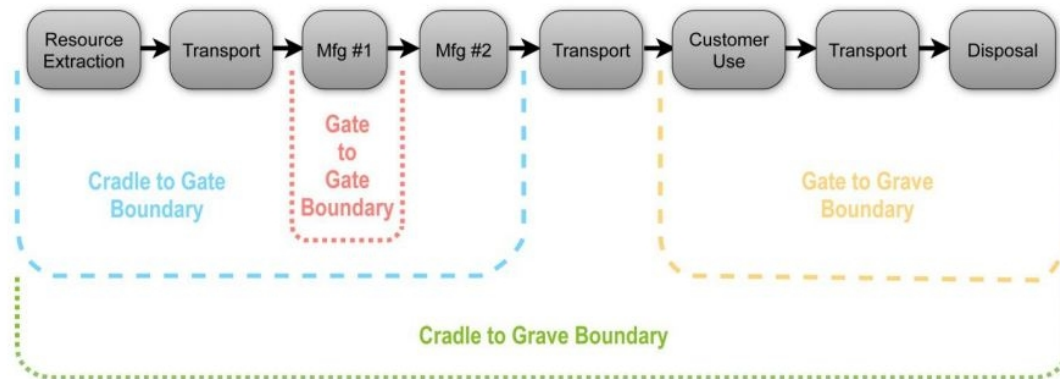 Resource
Extraction
Transport
Mfg #1
Mfg #2
Transport
Customer
Use
Transport
Disposal
Gate
to
Gate
Boundary
Cradle to Gate
Boundary
Gate to Grave
Boundary
Cradle to Grave Boundary